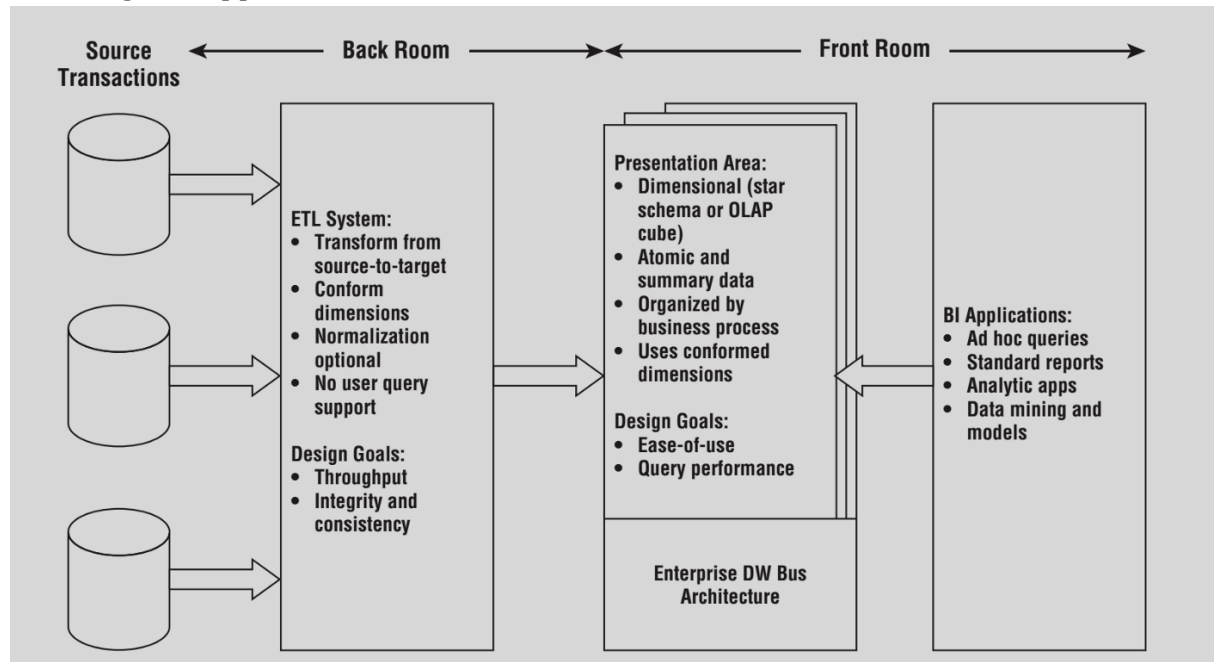 Source
Transactions
Back Room
Front Room
ETL System:
• Transform from
source-to-target
• Conform
dimensions
• Normalization
optional
• No user query
support
Design Goals:
• Throughput
• Integrity and
consistency
Presentation Area:
• Dimensional (star
schema or OLAP
cube)
• Atomic and
summary data
• Organized by
business process
• Uses conformed
dimensions
Design Goals:
• Ease-of-use
• Query performance
Enterprise DW Bus
Architecture
BI Applications:
• Ad hoc queries
• Standard reports
• Analytic apps
• Data mining and
models